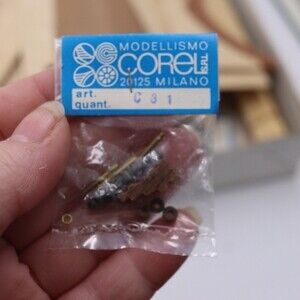 MODELLISMO
COREL S.R.L
20125 MILANO
art. C 31
quant.